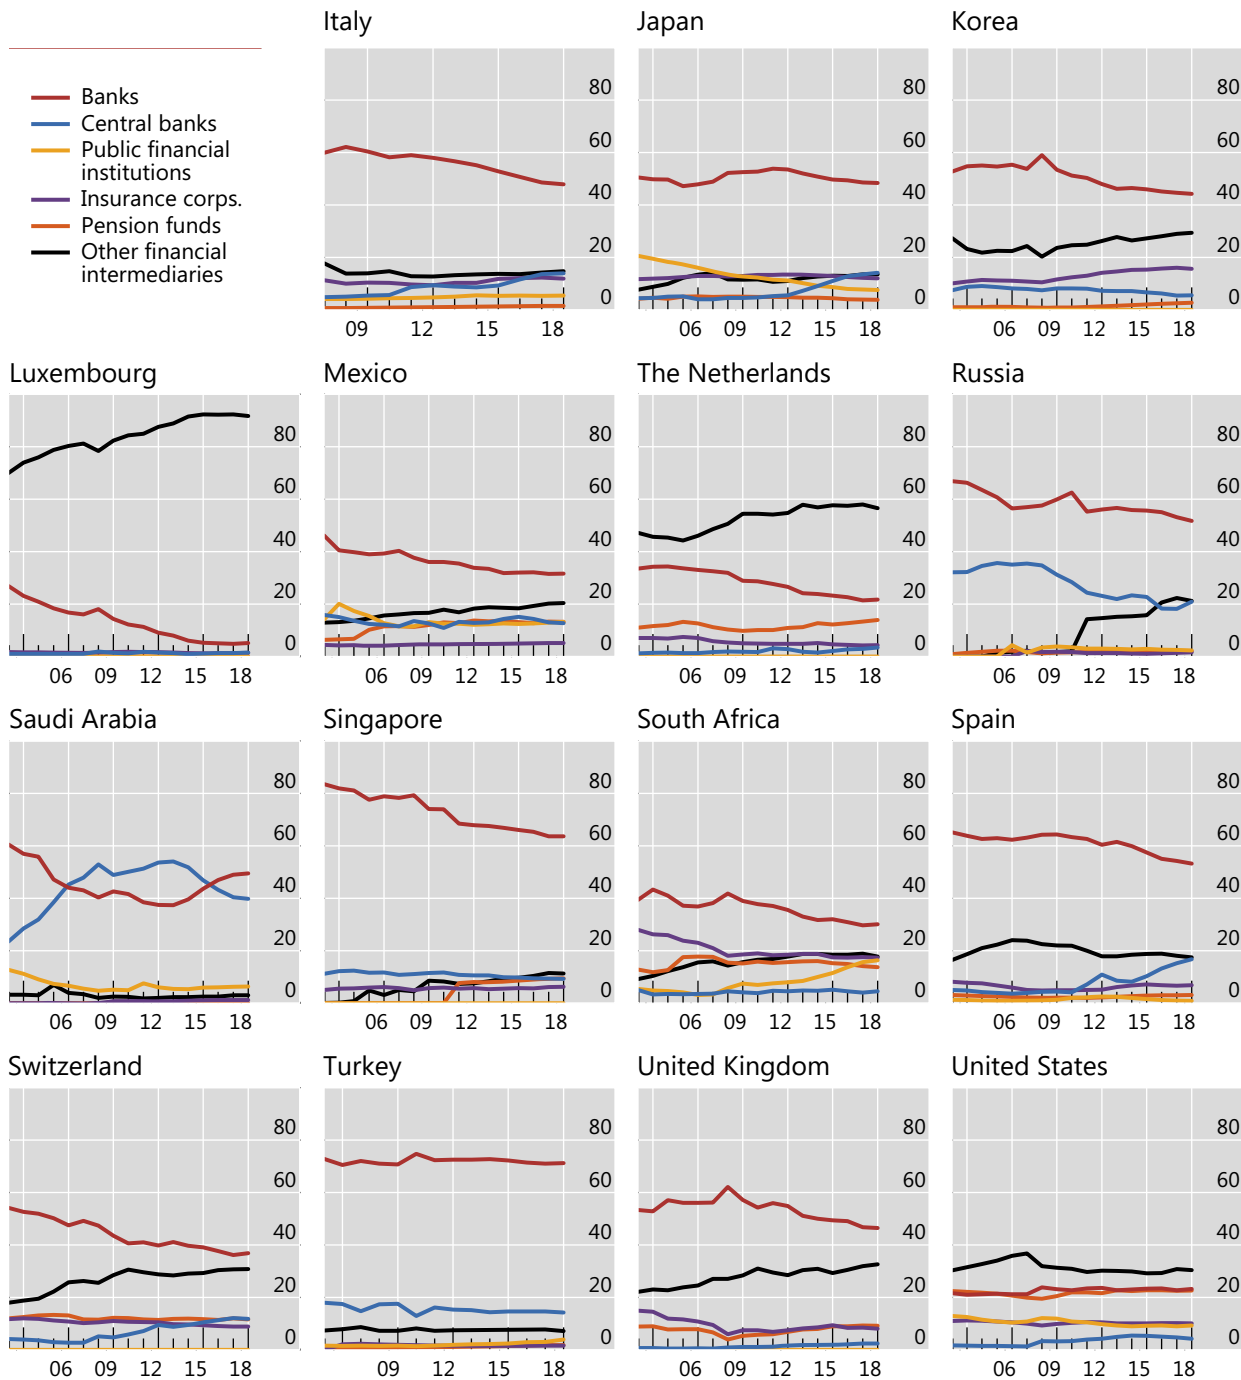 Italy
Japan
Korea
Banks
Central banks
Public financial
institutions
Insurance corps.
Pension funds
Other financial
intermediaries
80
60
40
20
0
09 12 15 18
80
60
40
20
0
06 09 12 15 18
80
60
40
20
0
06 09 12 15 18
Luxembourg
Mexico
The Netherlands
Russia
80
60
40
20
0
06 09 12 15 18
80
60
40
20
0
06 09 12 15 18
80
60
40
20
0
06 09 12 15 18
80
60
40
20
0
06 09 12 15 18
Saudi Arabia
Singapore
South Africa
Spain
80
60
40
20
0
06 09 12 15 18
80
60
40
20
0
06 09 12 15 18
80
60
40
20
0
06 09 12 15 18
80
60
40
20
0
06 09 12 15 18
Switzerland
Turkey
United Kingdom
United States
80
60
40
20
0
06 09 12 15 18
80
60
40
20
0
09 12 15 18
80
60
40
20
0
06 09 12 15 18
80
60
40
20
0
06 09 12 15 18